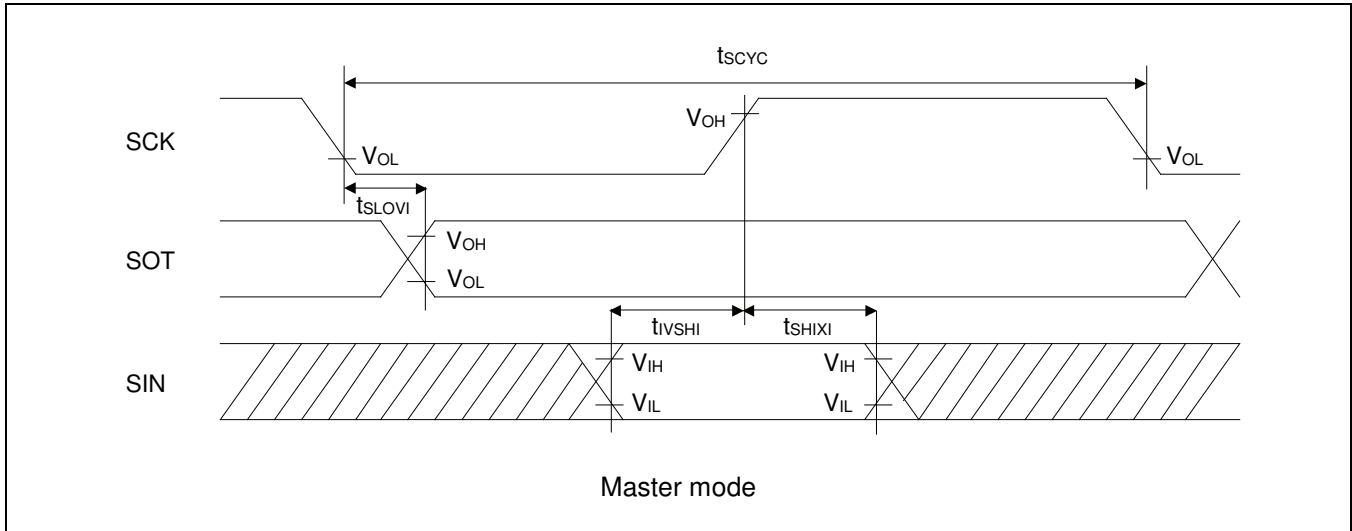 tSCYC
SCK
VOH
VOL
VOL
tSLOVI
SOT
VOH
VOL
tIVSHI
tSHIXI
SIN
VIH
VIH
VIL
VIL
Master mode